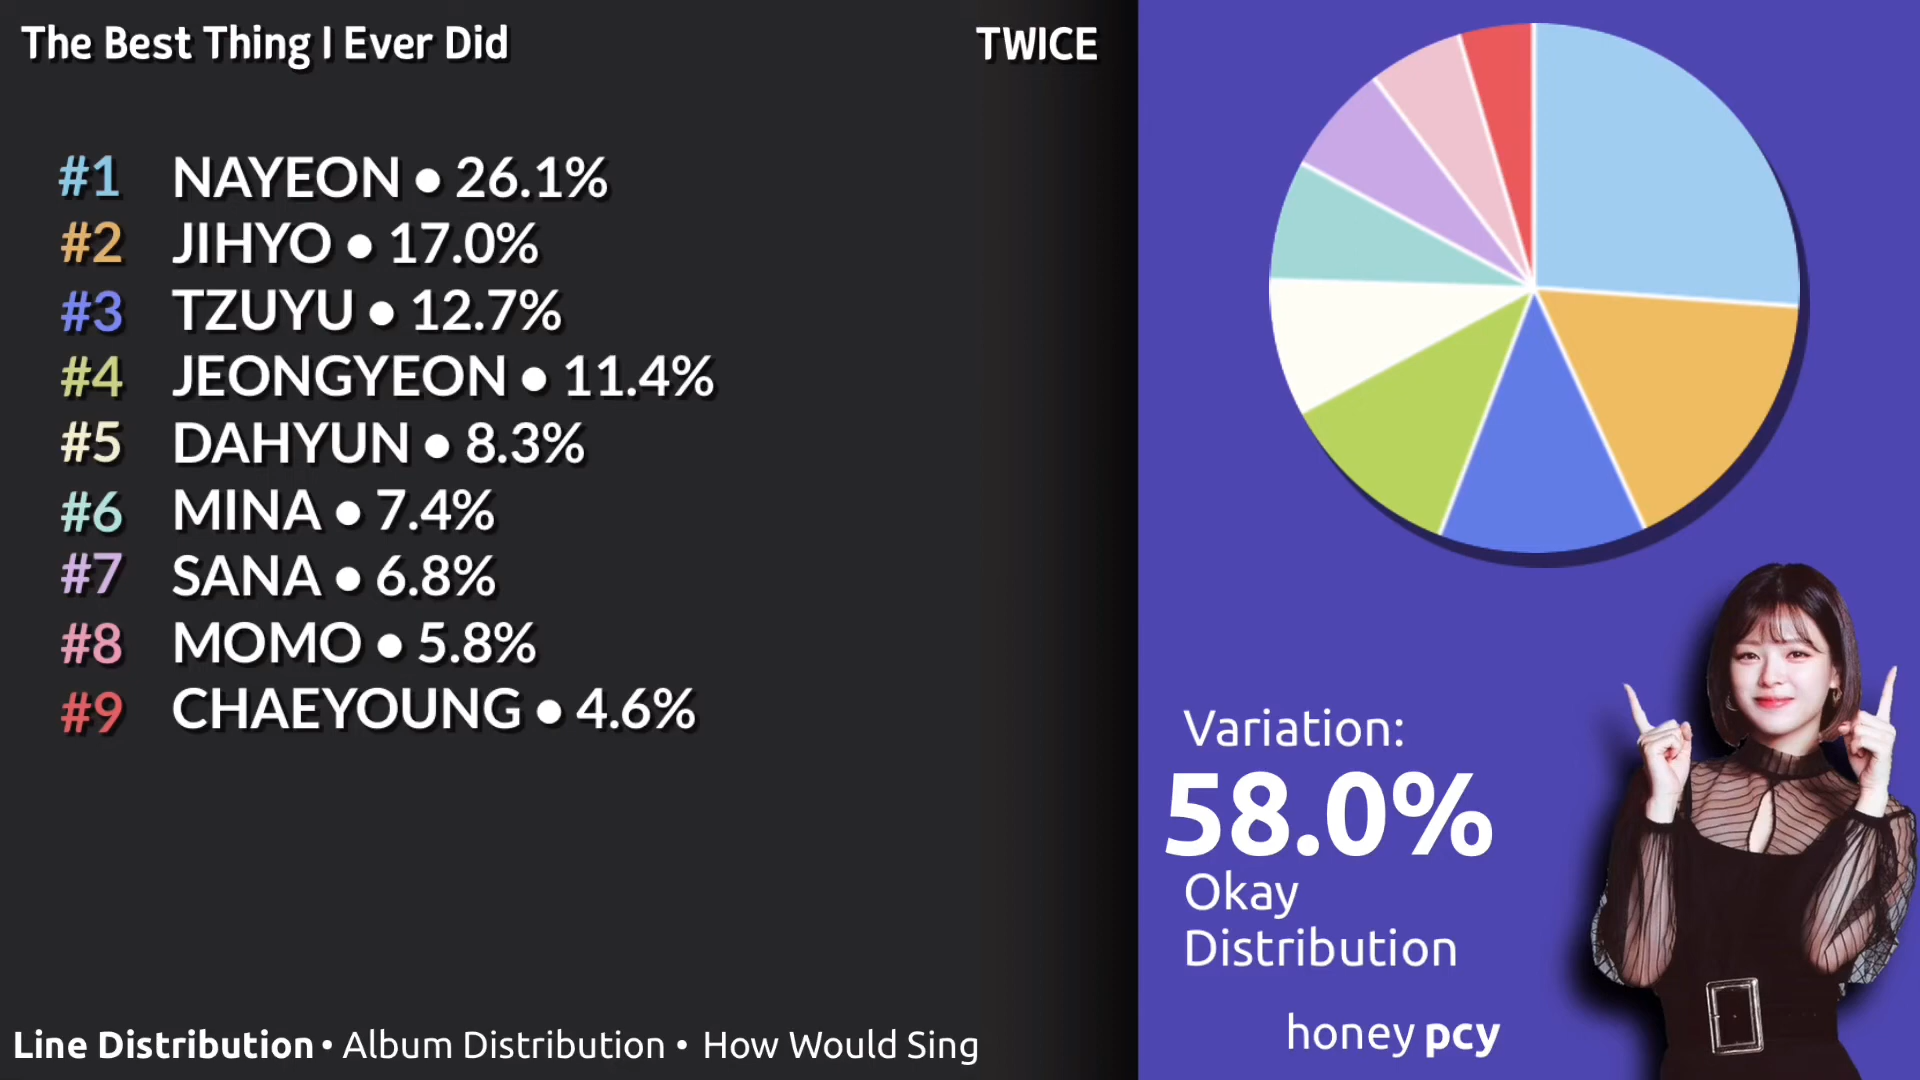 The Best Thing I Ever Did
TWICE
#1 NAYEON • 26.1%
#2 JIHYO • 17.0%
#3 TZUYU • 12.7%
#4 JEONGYEON • 11.4%
#5 DAHYUN • 8.3%
#6 MINA • 7.4%
#7 SANA • 6.8%
#8 MOMO • 5.8%
#9 CHAEYOUNG • 4.6%
Variation:
58.0%
Okay
Distribution
honey pcy
Line Distribution • Album Distribution • How Would Sing